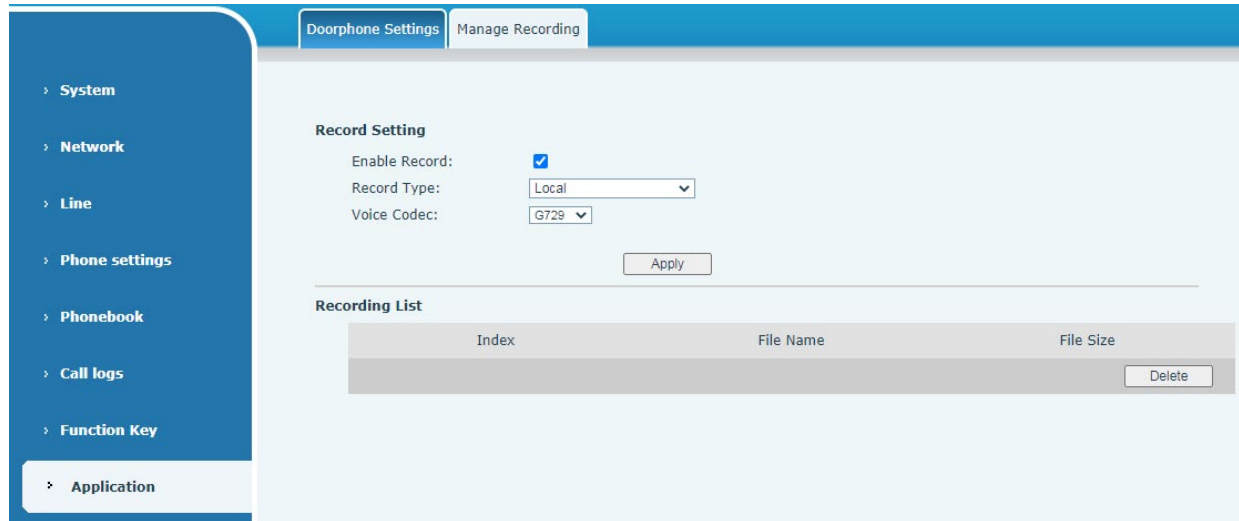 Doorphone Settings Manage Recording
› System
› Network
› Line
› Phone settings
› Phonebook
› Call logs
› Function Key
› Application
Record Setting
Enable Record:
Record Type: Local
Voice Codec: G729
Apply
Recording List
Index File Name File Size
Delete